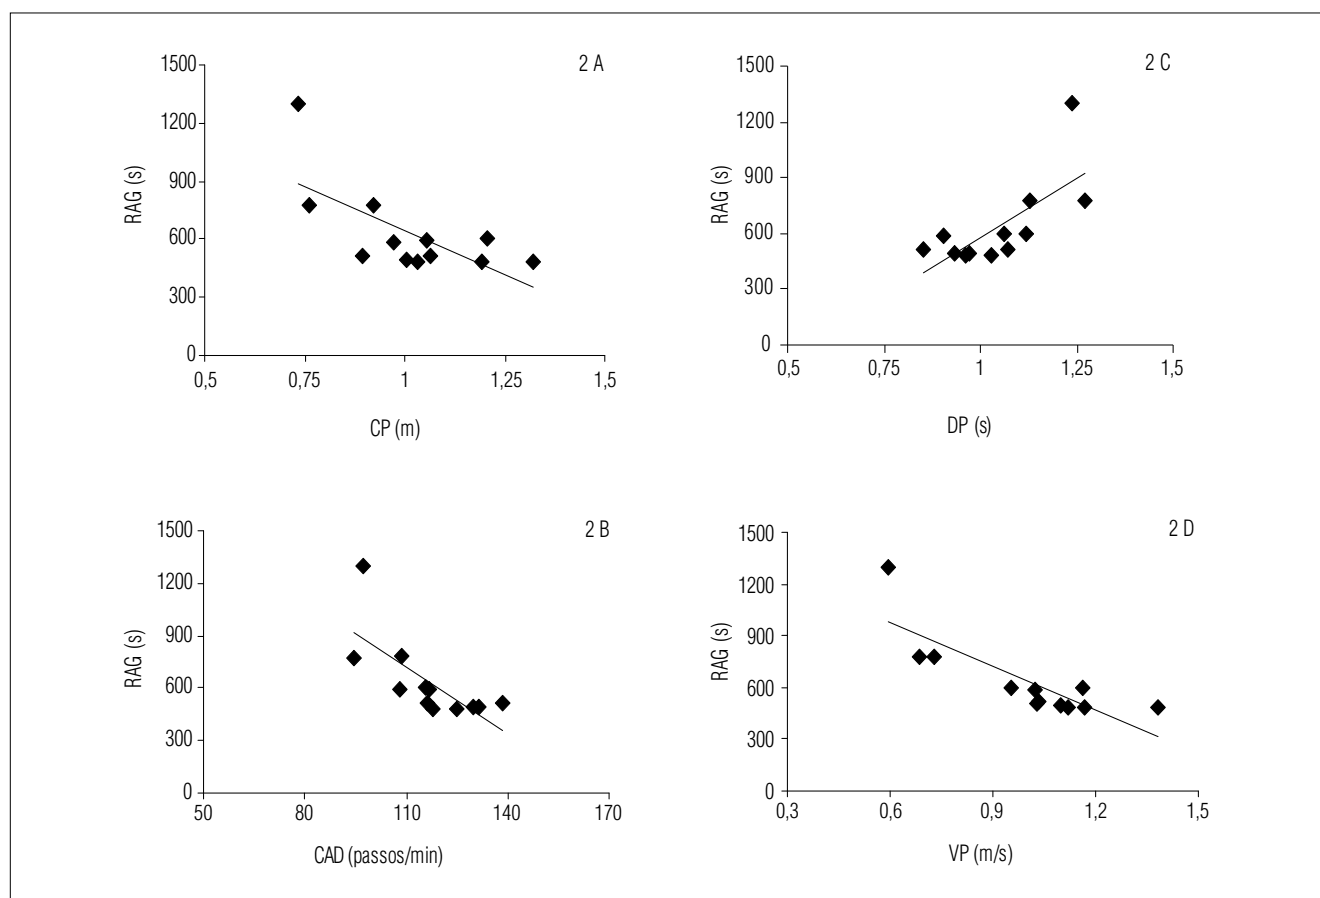 2 A
1500
1200
900
600
300
0
RAG (s)
0,5 0,75 1 1,25 1,5
CP (m)
2 C
1500
1200
900
600
300
0
RAG (s)
0,5 0,75 1 1,25 1,5
DP (s)
2 B
1500
1200
900
600
300
0
RAG (s)
50 80 110 140 170
CAD (passos/min)
2 D
1500
1200
900
600
300
0
RAG (s)
0,3 0,6 0,9 1,2 1,5
VP (m/s)